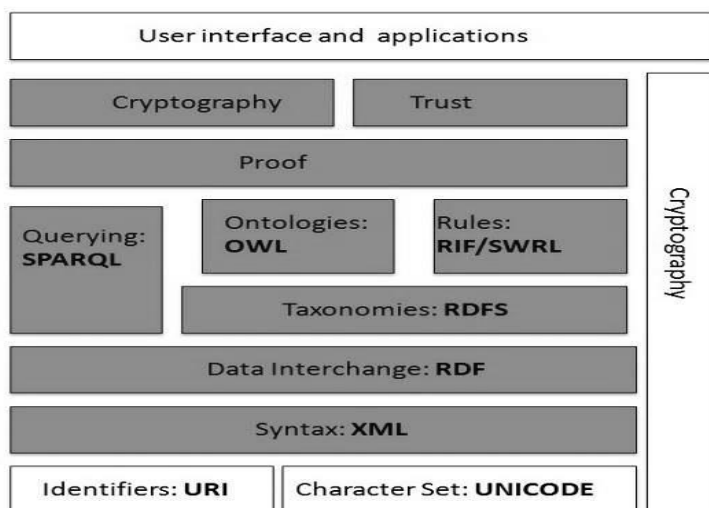 User interface and applications
Cryptography
Trust
Proof
Querying:
SPARQL
Ontologies:
OWL
Rules:
RIF/SWRL
Taxonomies: RDFS
Data Interchange: RDF
Syntax: XML
Identifiers: URI
Character Set: UNICODE
Cryptography